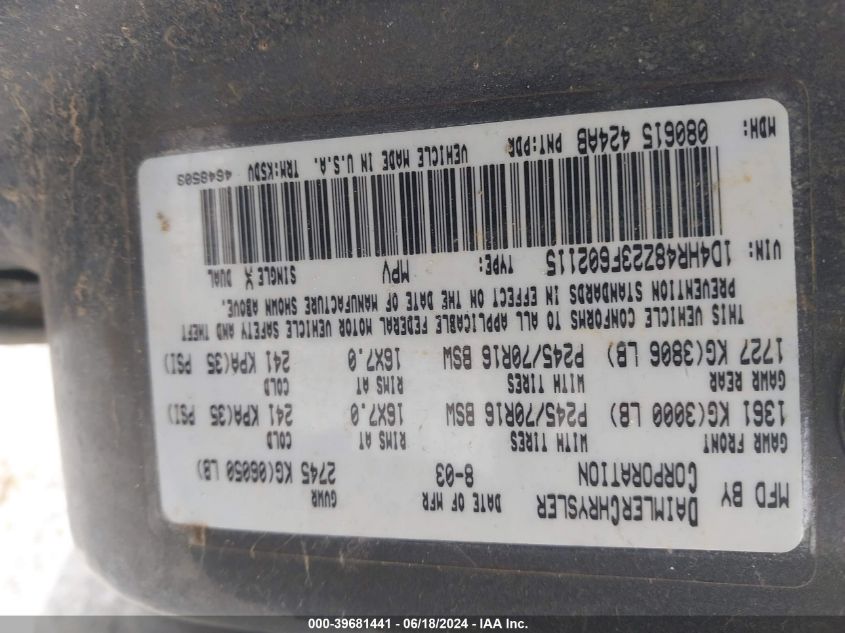 MFD BY DAIMLERCHRYSLER CORPORATION DATE OF MFR 8-03 GVWR 2745 KG(06050 LB)
GAWR FRONT WITH TIRES RIMS AT COLD
1361 KG(3000 LB) P245/70R16 BSW 16X7.0 241 KPA(35 PSI)
GAWR REAR WITH TIRES RIMS AT COLD
1727 KG(3806 LB) P245/70R16 BSW 16X7.0 241 KPA(35 PSI)
THIS VEHICLE CONFORMS TO ALL APPLICABLE FEDERAL MOTOR VEHICLE SAFETY AND THEFT
PREVENTION STANDARDS IN EFFECT ON THE DATE OF MANUFACTURE SHOWN ABOVE.
VIN: 1D4HR48Z23F602115 TYPE: MPV SINGLE X DUAL
MDH: 080615 424AB PNT:PDR VEHICLE MADE IN U.S.A. TRM:K5DV 4648503
000-39681441 - 06/18/2024 - IAA Inc.